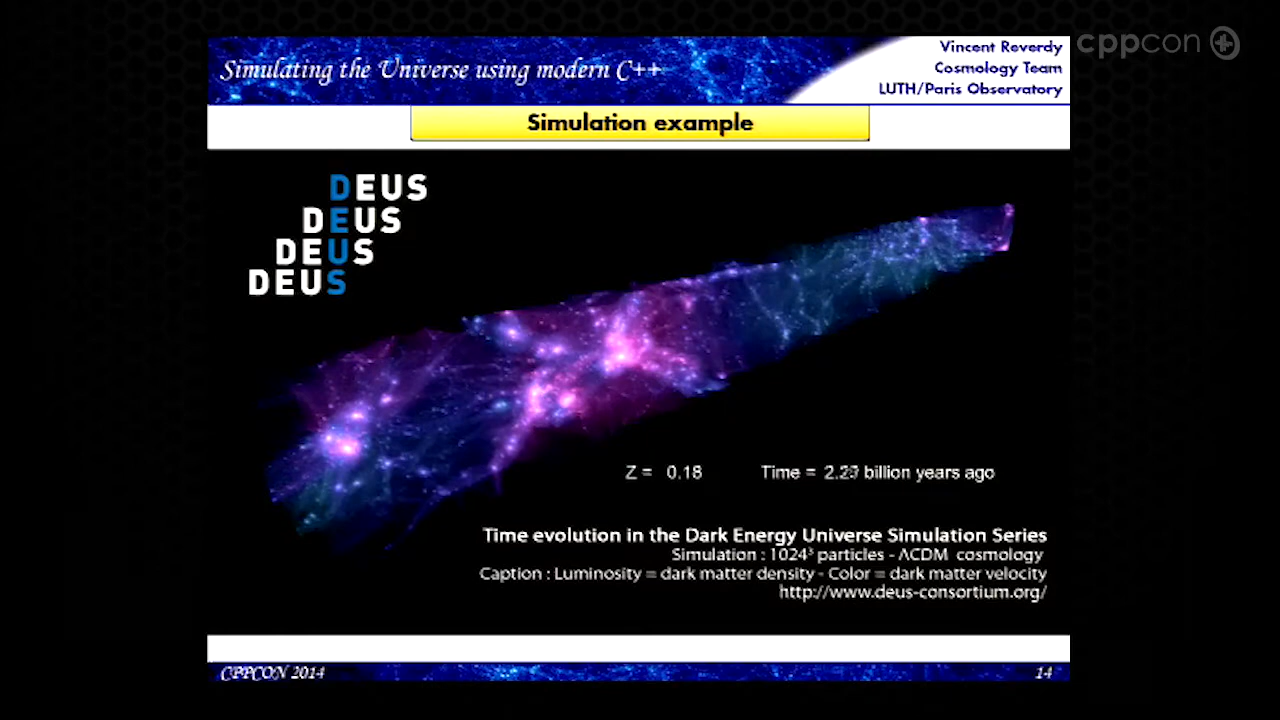 Simulating the Universe using modern C++
Vincent Reverdy
Cosmology Team
LUTH/Paris Observatory
cppcon
Simulation example
DEUS
DEUS
DEUS
DEUS
Z = 0.18
Time = billion years ago
Time evolution in the Dark Energy Universe Simulation Series
Simulation : 1024³ particles - ΛCDM cosmology
Caption : Luminosity = dark matter density - Color = dark matter velocity
http://www.deus-consortium.org/
CPPCON 2014
14